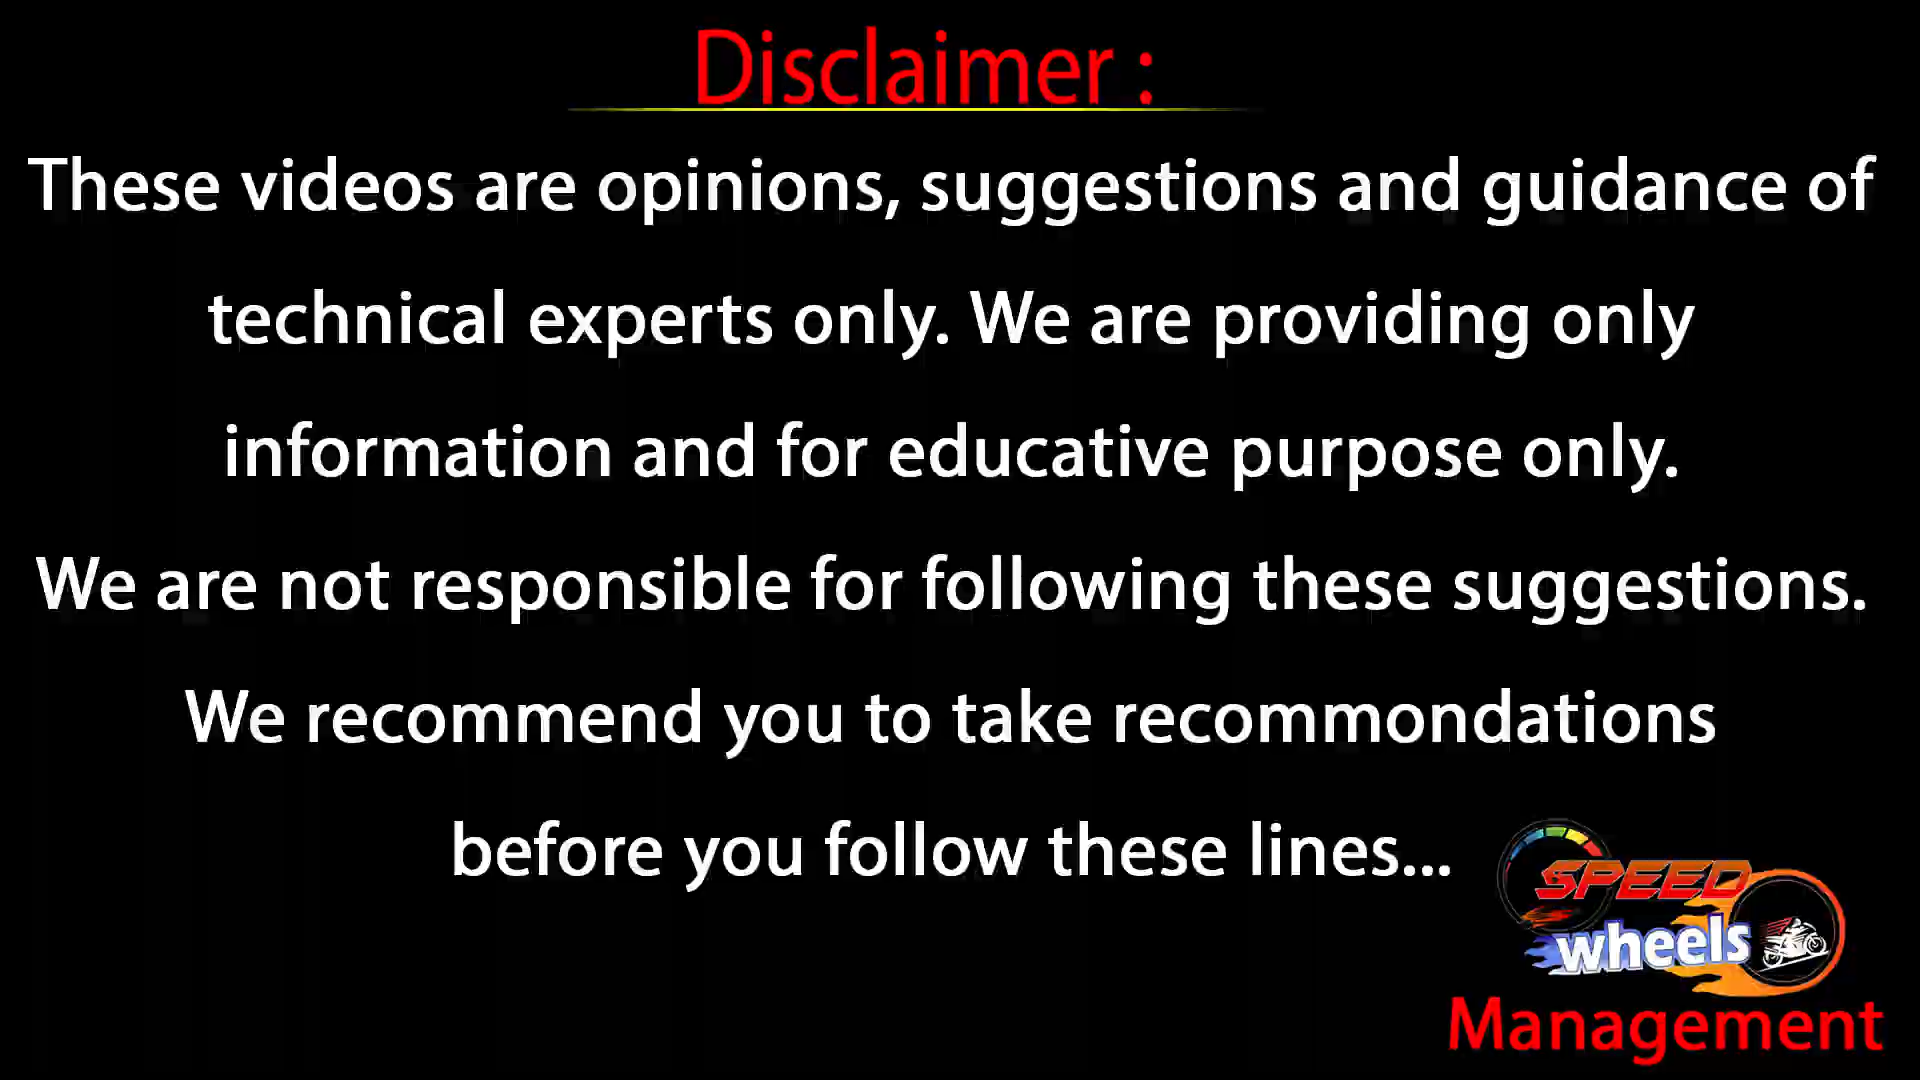 Disclaimer :
These videos are opinions, suggestions and guidance of
technical experts only. We are providing only
information and for educative purpose only.
We are not responsible for following these suggestions.
We recommend you to take recommondations
before you follow these lines...
SPEED
wheels
Management